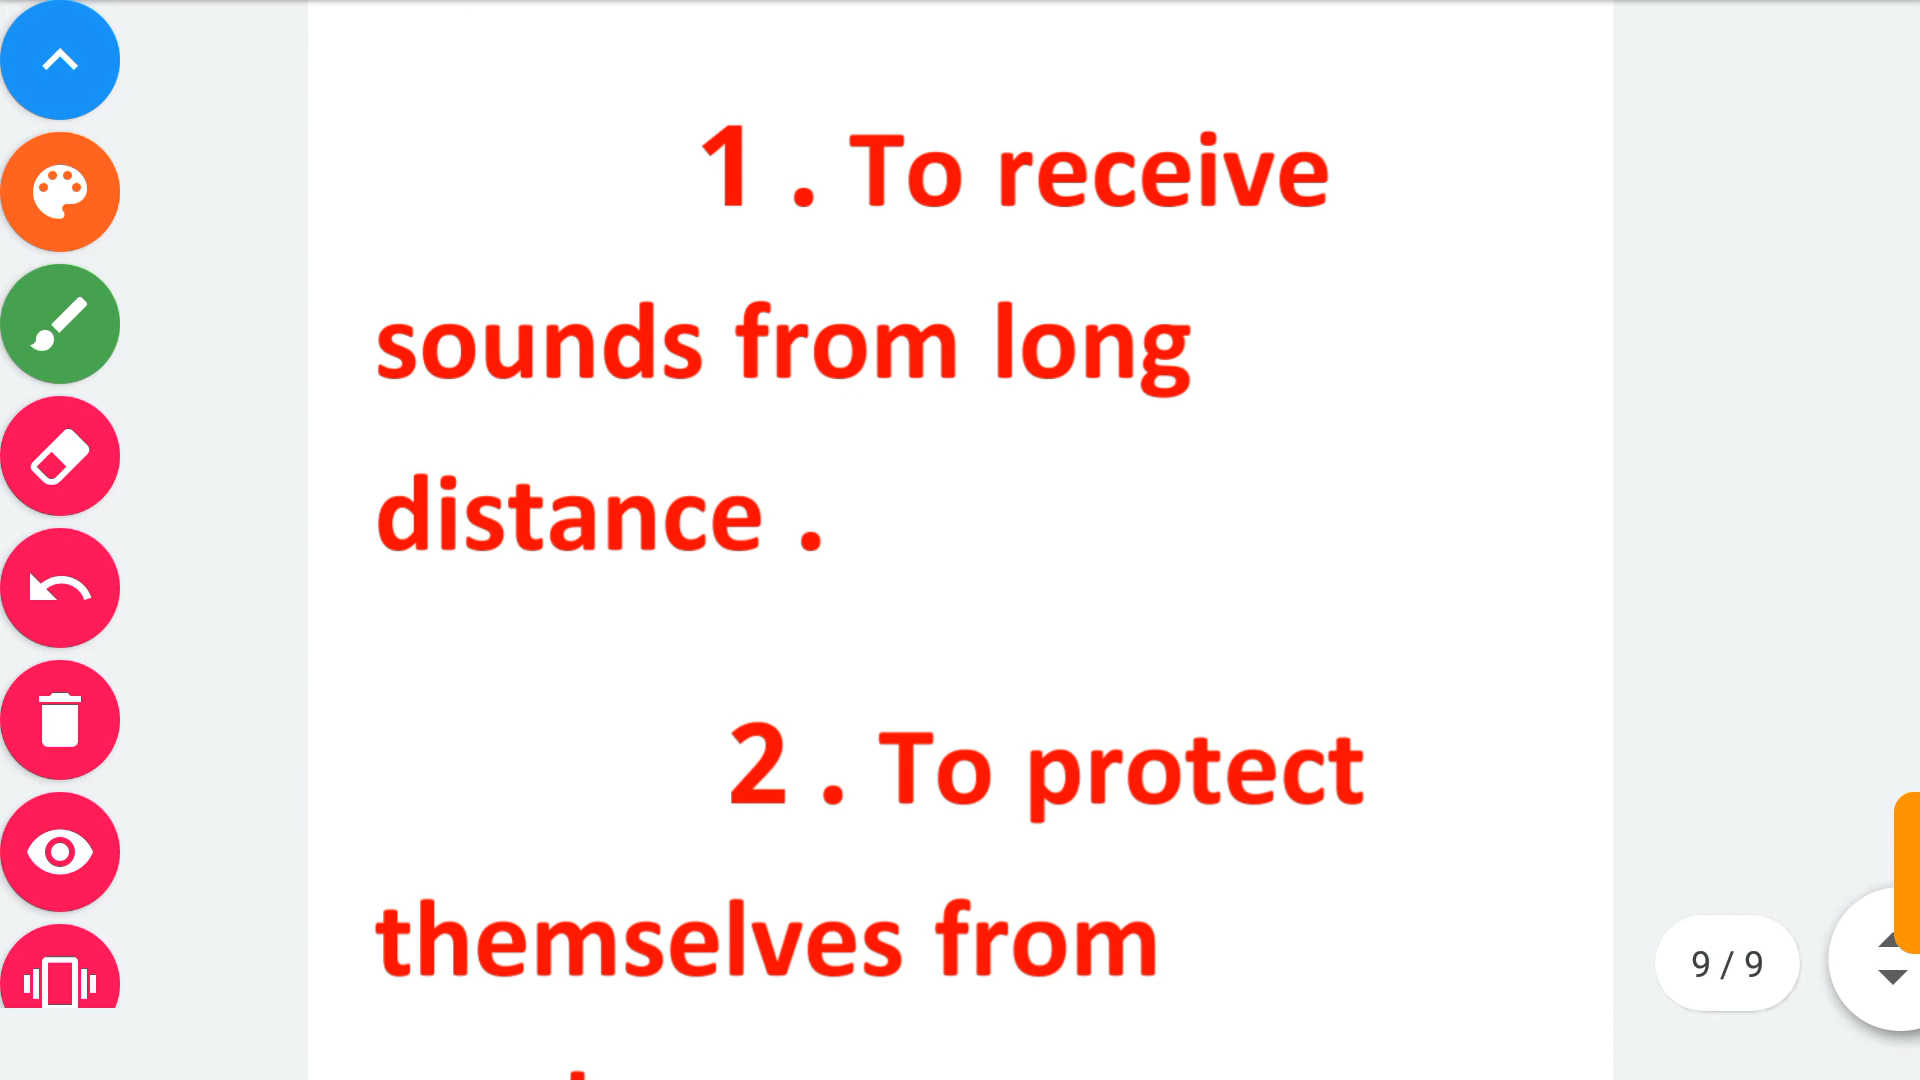 1 . To receive
sounds from long
distance .
2 . To protect
themselves from
9 / 9